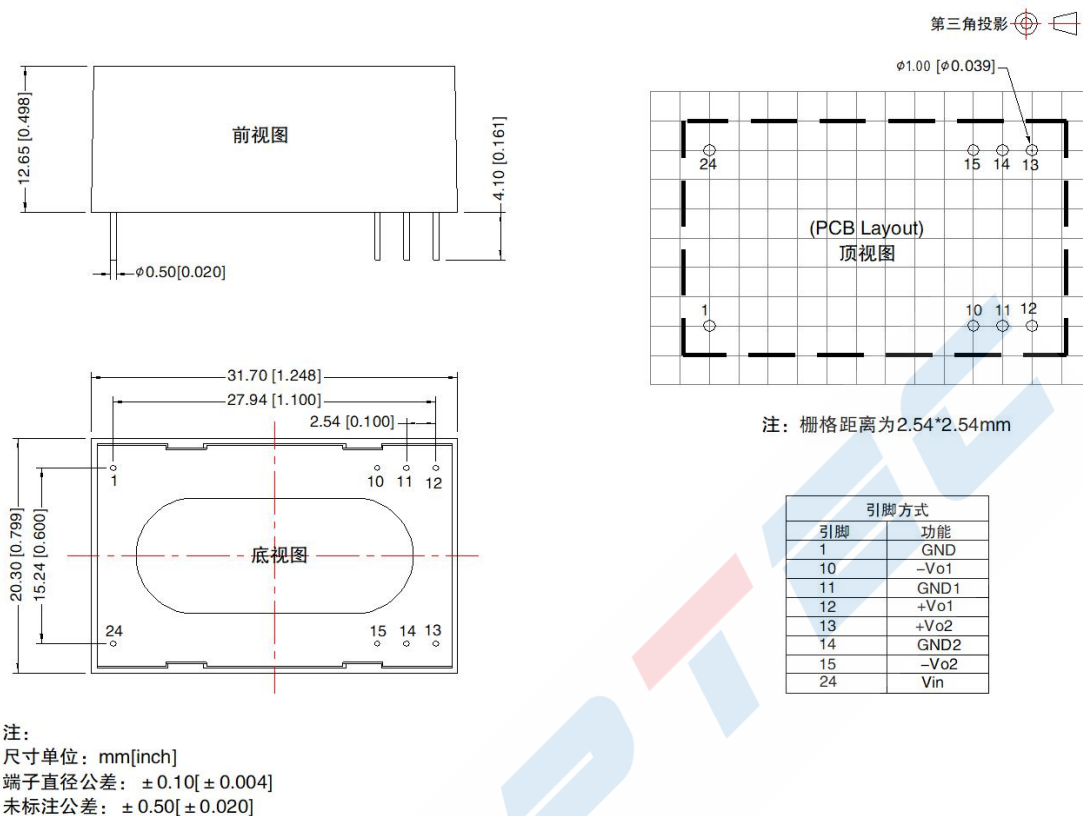 第三角投影
ϕ1.00 [ϕ0.039]
12.65 [0.498]
前视图
4.10 [0.161]
ϕ0.50[0.020]
24
15 14 13
(PCB Layout)
顶视图
1
10 11 12
注：栅格距离为2.54*2.54mm
31.70 [1.248]
27.94 [1.100]
2.54 [0.100]
1
10 11 12
20.30 [0.799]
15.24 [0.600]
底视图
24
15 14 13
引脚方式
引脚 功能
1 GND
10 –Vo1
11 GND1
12 +Vo1
13 +Vo2
14 GND2
15 –Vo2
24 Vin
注：
尺寸单位：mm[inch]
端子直径公差：±0.10[±0.004]
未标注公差：±0.50[±0.020]
PTEC